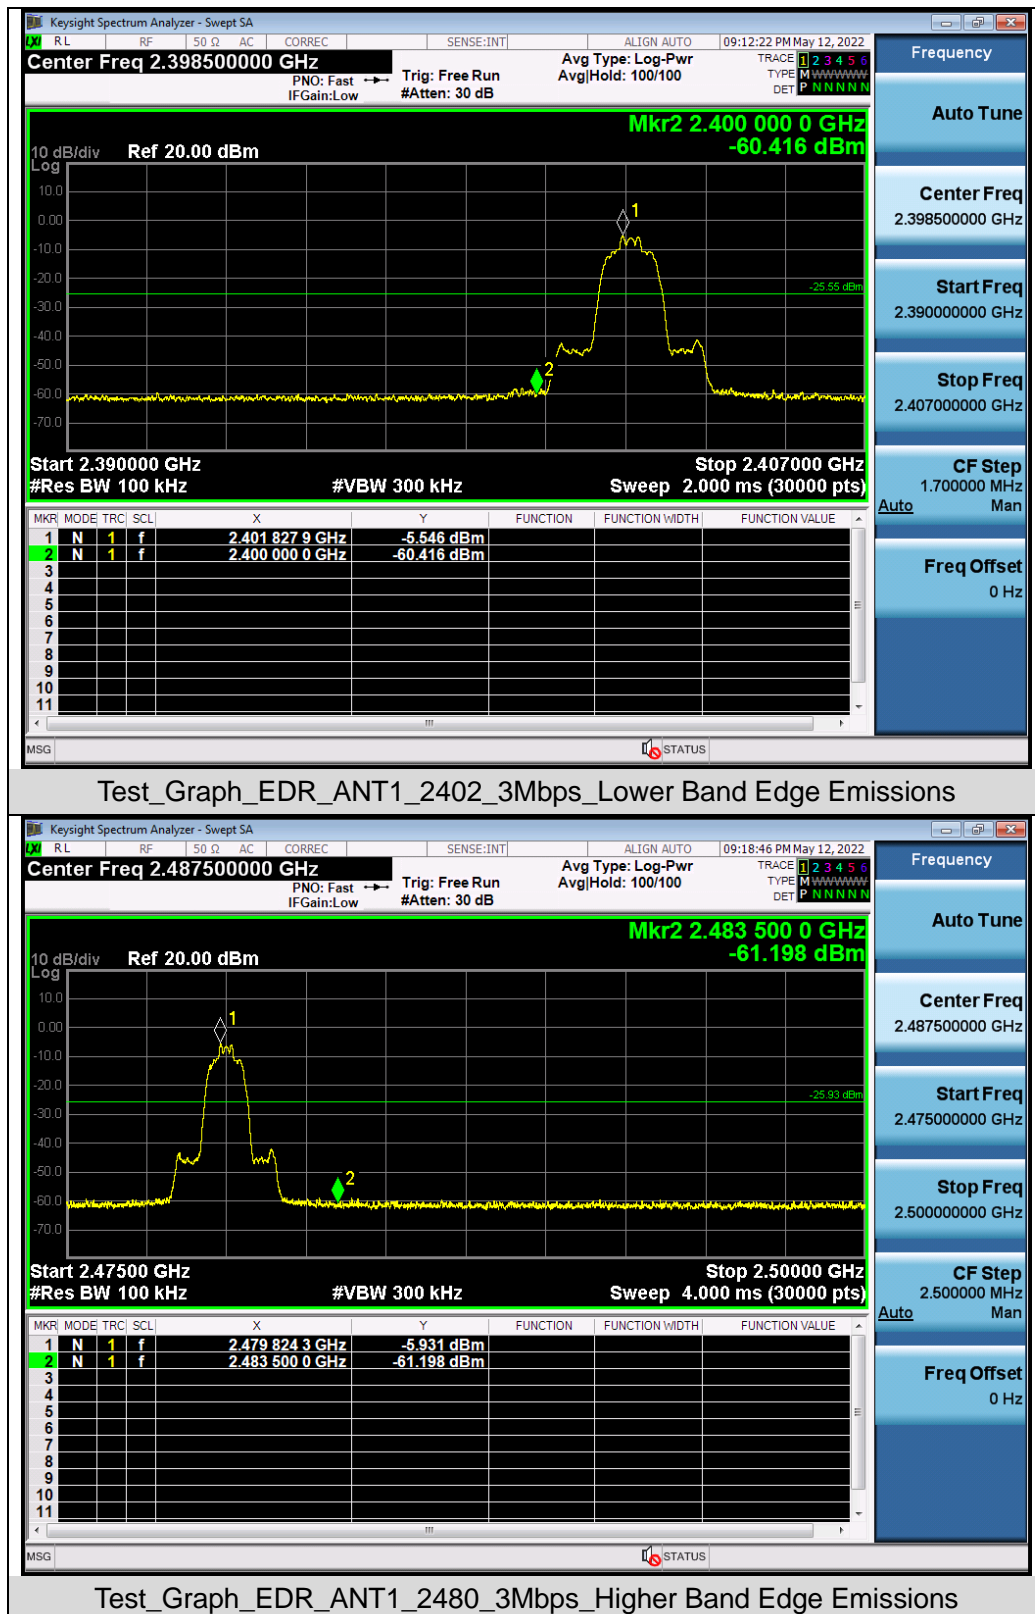 Keysight Spectrum Analyzer - Swept SA
LXI RL RF 50 Ω AC CORREC SENSE:INT ALIGN AUTO 09:12:22 PM May 12, 2022
Center Freq 2.398500000 GHz
PNO: Fast
IFGain:Low
Trig: Free Run
#Atten: 30 dB
Avg Type: Log-Pwr
Avg|Hold: 100/100
TRACE 1 2 3 4 5 6
TYPE M WWWWW
DET P N N N N N
Mkr2 2.400 000 0 GHz
-60.416 dBm
10 dB/div Ref 20.00 dBm
Log
10.0
0.00
-10.0
-20.0
-30.0
-40.0
-50.0
-60.0
-70.0
1
-25.55 dBm
2
Start 2.390000 GHz Stop 2.407000 GHz
#Res BW 100 kHz #VBW 300 kHz Sweep 2.000 ms (30000 pts)
MKR MODE TRC SCL X Y FUNCTION FUNCTION WIDTH FUNCTION VALUE
1 N 1 f 2.401 827 9 GHz -5.546 dBm
2 N 1 f 2.400 000 0 GHz -60.416 dBm
3
4
5
6
7
8
9
10
11
MSG STATUS
Frequency
Auto Tune
Center Freq
2.398500000 GHz
Start Freq
2.390000000 GHz
Stop Freq
2.407000000 GHz
CF Step
1.700000 MHz
Auto Man
Freq Offset
0 Hz
Test_Graph_EDR_ANT1_2402_3Mbps_Lower Band Edge Emissions
Keysight Spectrum Analyzer - Swept SA
LXI RL RF 50 Ω AC CORREC SENSE:INT ALIGN AUTO 09:18:46 PM May 12, 2022
Center Freq 2.487500000 GHz
PNO: Fast
IFGain:Low
Trig: Free Run
#Atten: 30 dB
Avg Type: Log-Pwr
Avg|Hold: 100/100
TRACE 1 2 3 4 5 6
TYPE M WWWWW
DET P N N N N N
Mkr2 2.483 500 0 GHz
-61.198 dBm
10 dB/div Ref 20.00 dBm
Log
10.0
0.00
-10.0
-20.0
-30.0
-40.0
-50.0
-60.0
-70.0
1
-25.93 dBm
2
Start 2.47500 GHz Stop 2.50000 GHz
#Res BW 100 kHz #VBW 300 kHz Sweep 4.000 ms (30000 pts)
MKR MODE TRC SCL X Y FUNCTION FUNCTION WIDTH FUNCTION VALUE
1 N 1 f 2.479 824 3 GHz -5.931 dBm
2 N 1 f 2.483 500 0 GHz -61.198 dBm
3
4
5
6
7
8
9
10
11
MSG STATUS
Frequency
Auto Tune
Center Freq
2.487500000 GHz
Start Freq
2.475000000 GHz
Stop Freq
2.500000000 GHz
CF Step
2.500000 MHz
Auto Man
Freq Offset
0 Hz
Test_Graph_EDR_ANT1_2480_3Mbps_Higher Band Edge Emissions